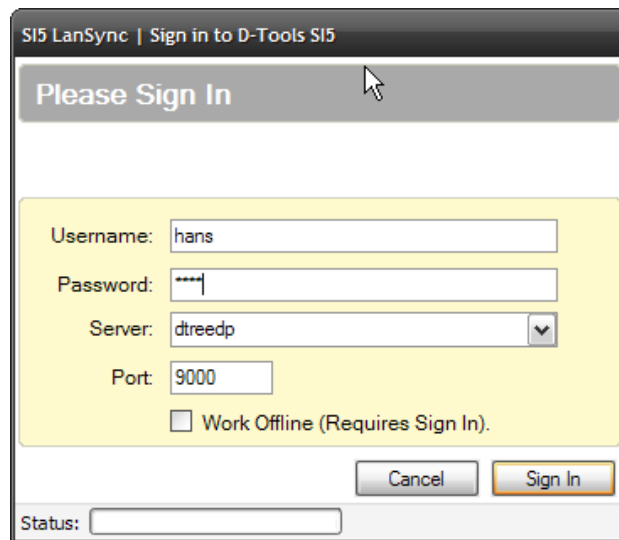 SI5 LanSync | Sign in to D-Tools SI5
Please Sign In
Username: hans
Password: ****
Server: dtreedp
Port: 9000
Work Offline (Requires Sign In).
Cancel Sign In
Status: